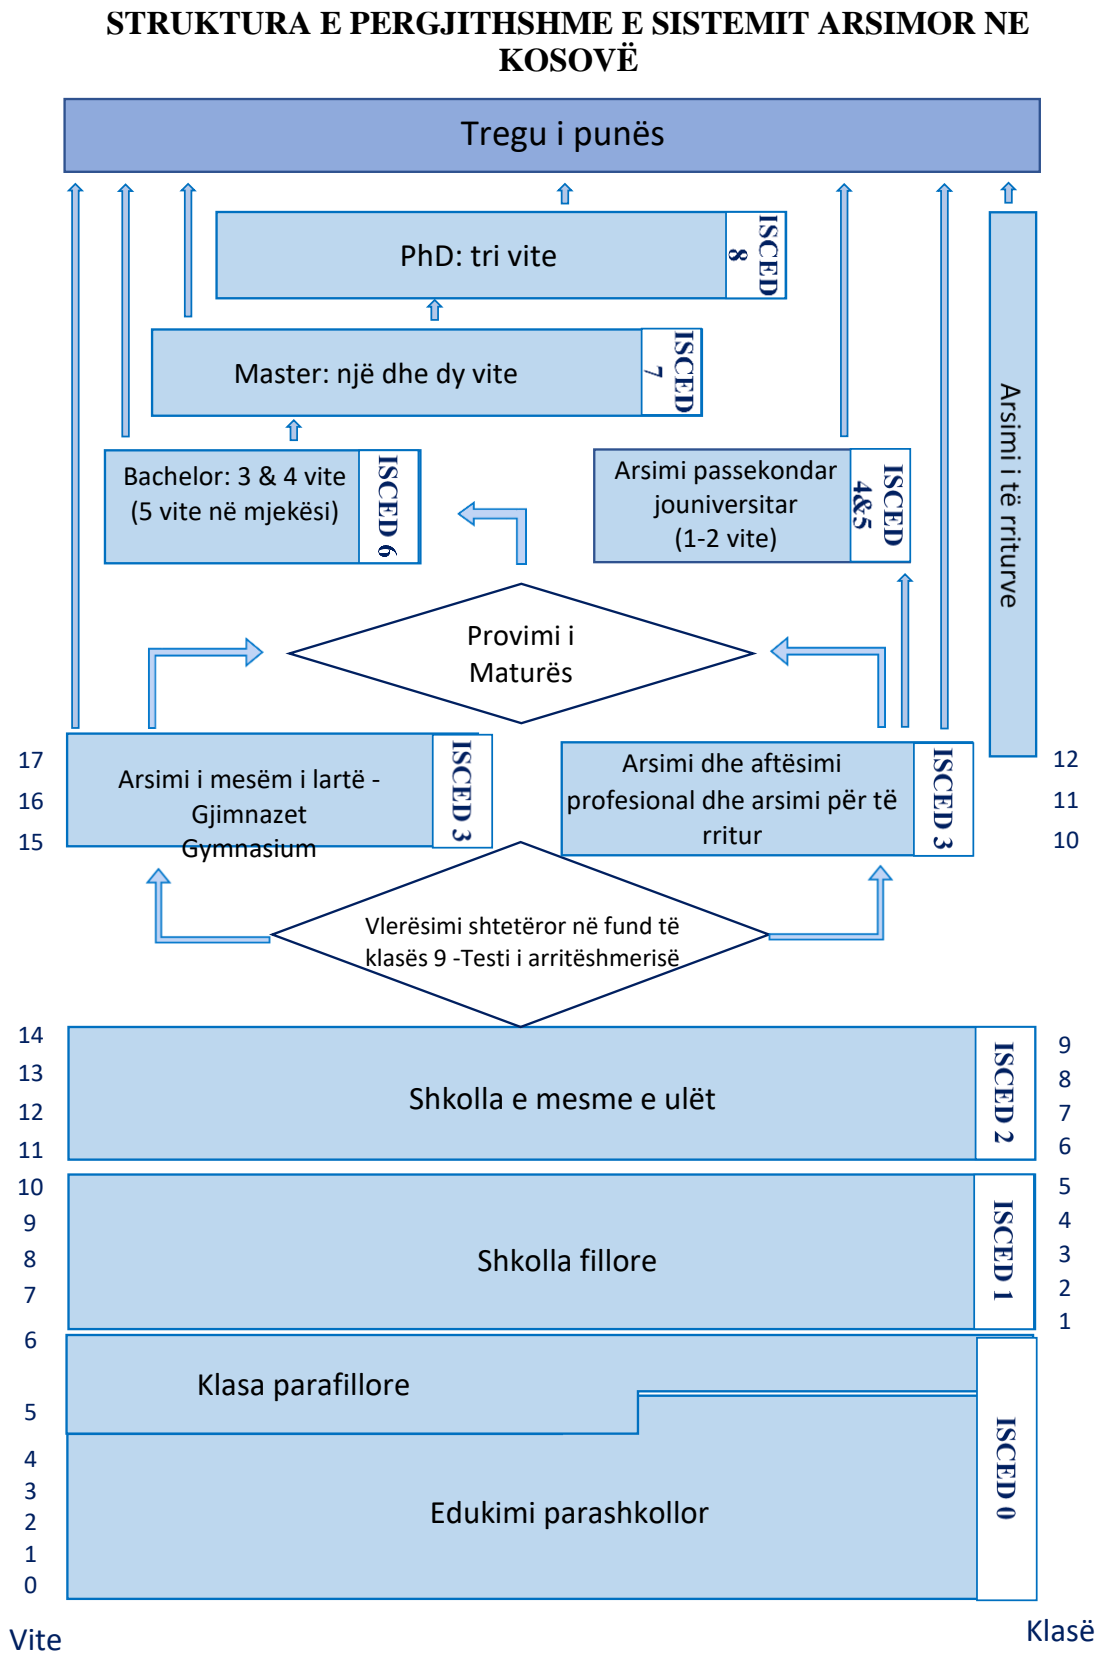 STRUKTURA E PERGJITHSHME E SISTEMIT ARSIMOR NE
KOSOVË
Tregu i punës
PhD: tri vite
ISCED
8
Master: një dhe dy vite
ISCED
7
Bachelor: 3 & 4 vite
(5 vite në mjekësi)
ISCED 6
Arsimi passekondar
jouniversitar
(1-2 vite)
ISCED
4&5
Arsimi i të rriturve
Provimi i
Maturës
17
16
15
Arsimi i mesëm i lartë -
Gjimnazet
Gymnasium
ISCED 3
Arsimi dhe aftësimi
profesional dhe arsimi për të
rritur
ISCED 3
12
11
10
Vlerësimi shtetëror në fund të
klasës 9 -Testi i arritëshmerisë
14
13
12
11
Shkolla e mesme e ulët
ISCED 2
9
8
7
6
10
9
8
7
6
Shkolla fillore
ISCED 1
5
4
3
2
1
Klasa parafillore
5
4
3
2
1
0
Edukimi parashkollor
ISCED 0
Vite
Klasë